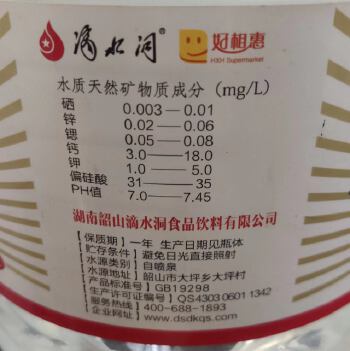 滴水洞 好相惠
H331 Supermarket
水质天然矿物质成分（mg/L）
硒 0.003—0.01
锌 0.02—0.06
锶 0.05—0.08
钙 3.0—18.0
钾 1.0—5.0
偏硅酸 31—35
PH值 7.0—7.45
湖南韶山滴水洞食品饮料有限公司
【保质期】一年 生产日期见瓶体
【贮存条件】避免日光直接照射
【水源类别】自喷泉
【水源地址】韶山市大坪乡大坪村
【产品标准号】GB19298
【生产许可证编号】QS4303 0601 1342
【服务热线】400-688-1893
【企业网站】www.dsdkqs.com